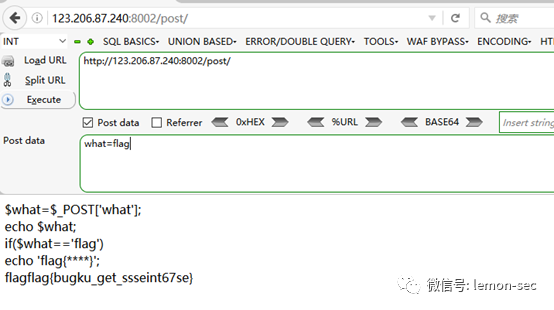 123.206.87.240:8002/post/
搜索
INT
SQL BASICS UNION BASED ERROR/DOUBLE QUERY TOOLS WAF BYPASS ENCODING HT
Load URL
http://123.206.87.240:8002/post/
Split URL
Execute
Post data Referrer 0xHEX %URL BASE64 Insert string
Post data
what=flag
$what=$_POST['what'];
echo $what;
if($what=='flag')
echo 'flag{****}';
flagflag{bugku_get_ssseint67se}
微信号: lemon-sec